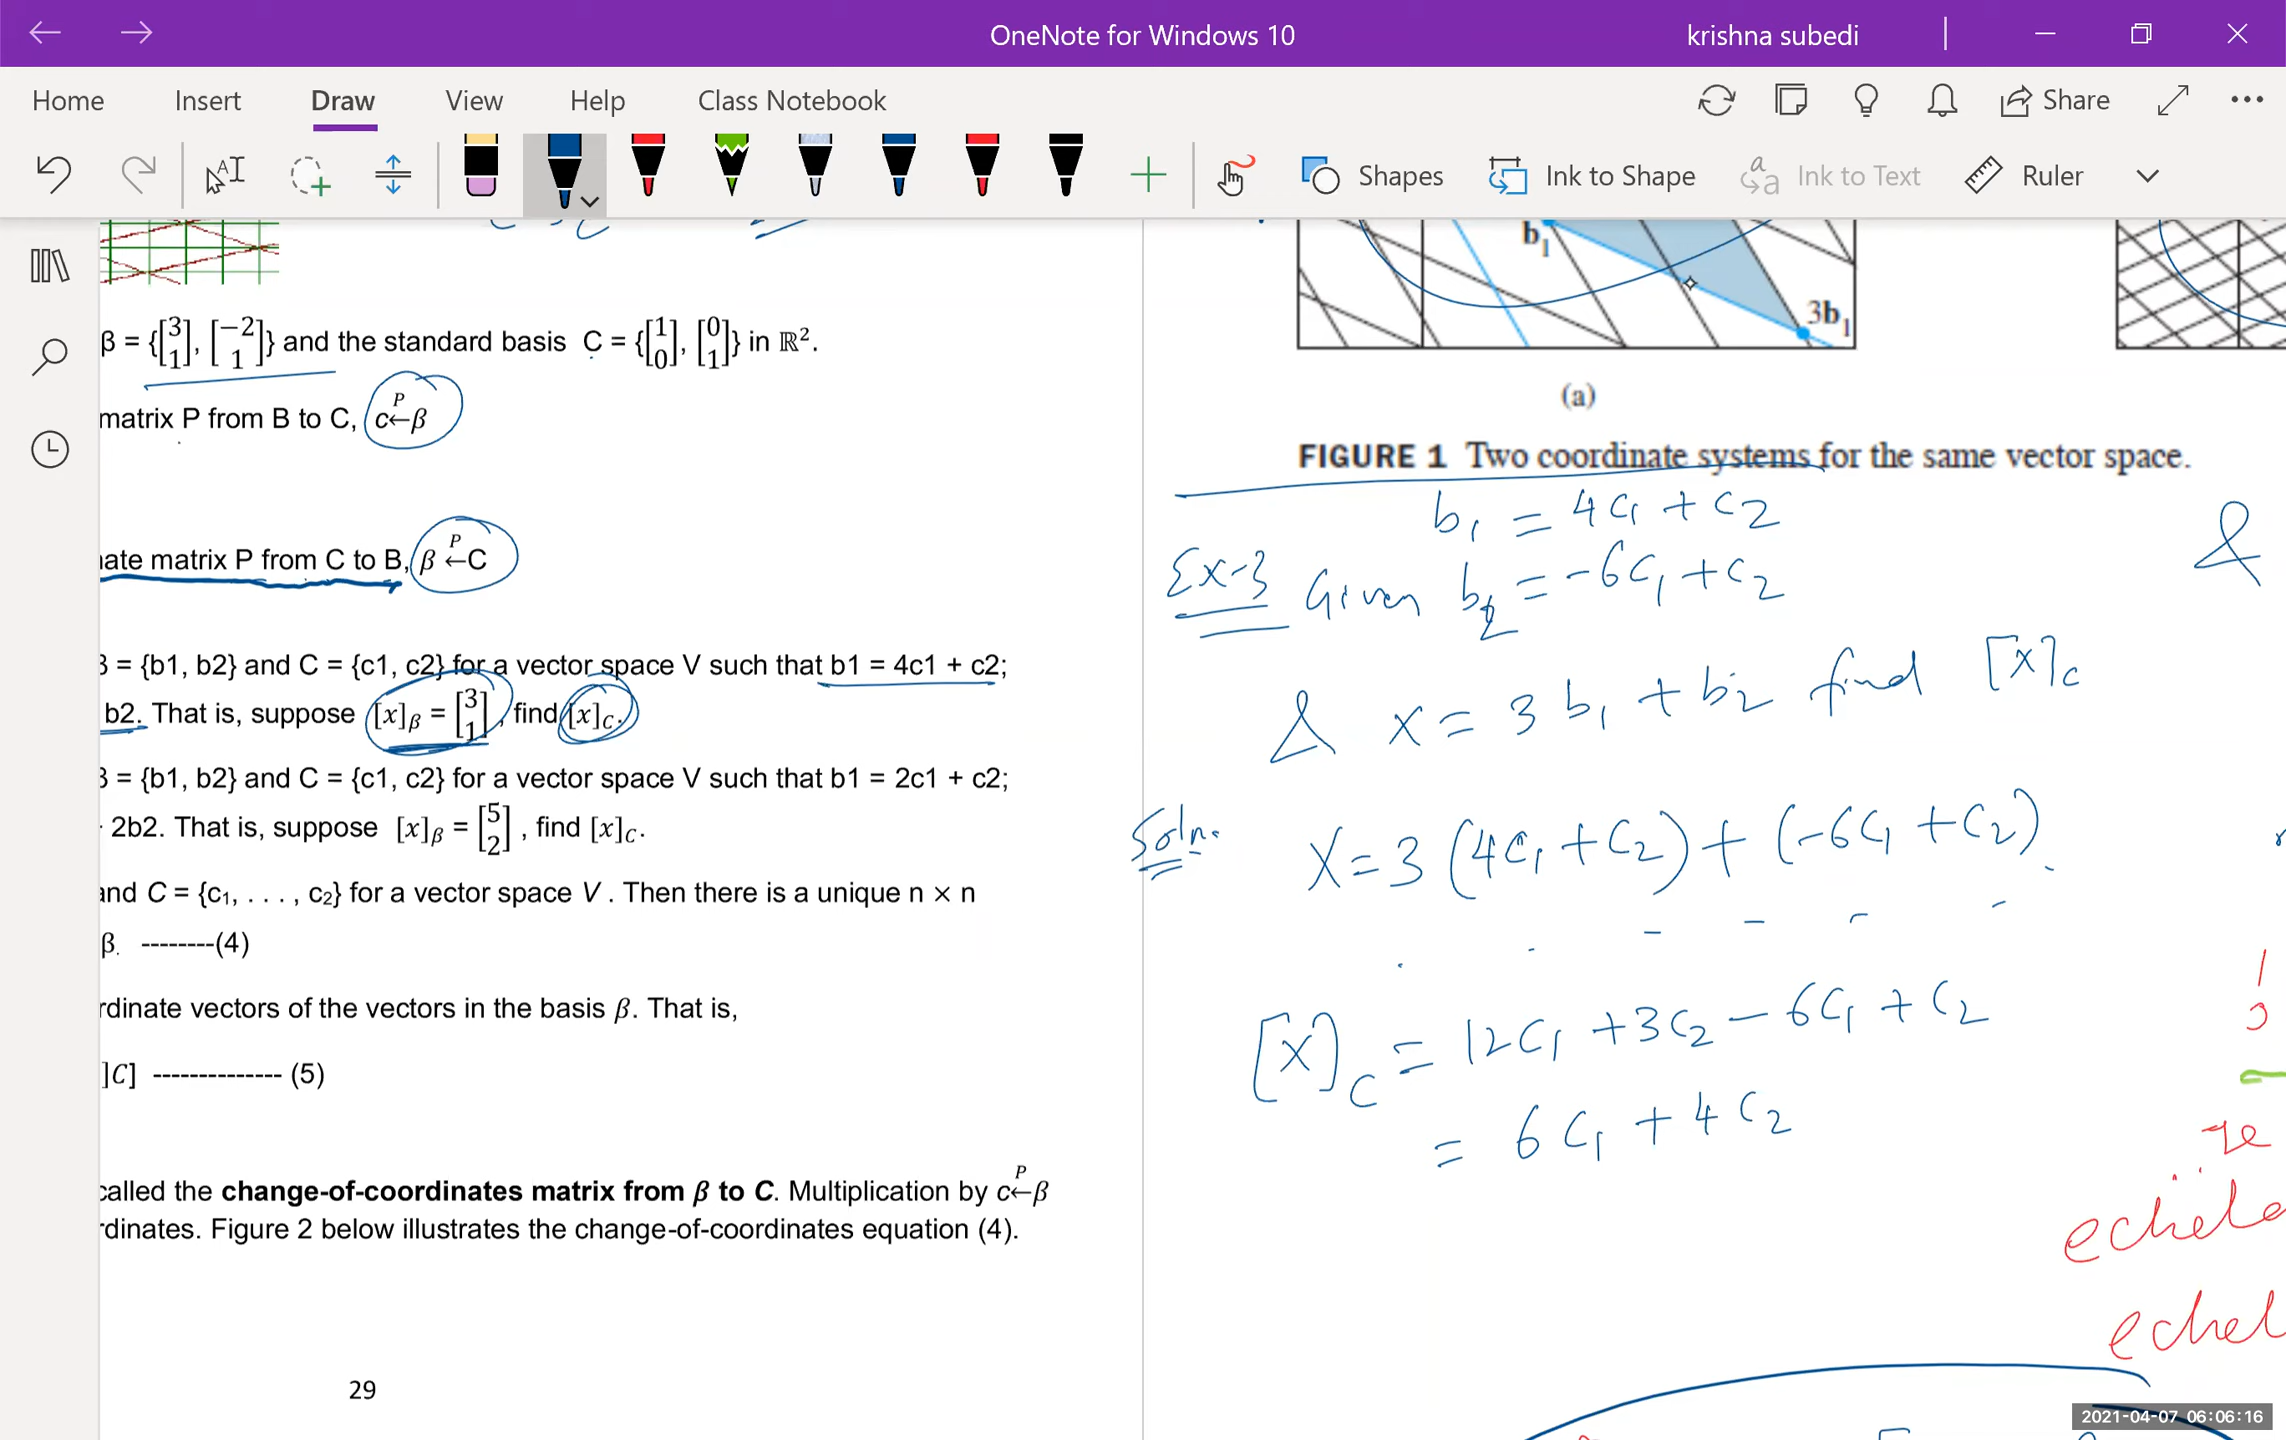 OneNote for Windows 10
krishna subedi
Home Insert Draw View Help Class Notebook
Share
Shapes Ink to Shape Ink to Text Ruler
β = {[3 1], [−2 1]} and the standard basis C = {[1 0], [0 1]} in ℝ².
matrix P from B to C, P c←β
ate matrix P from C to B, P β ←C
= {b1, b2} and C = {c1, c2} for a vector space V such that b1 = 4c1 + c2;
b2. That is, suppose [x]β = [3 1], find [x]C.
= {b1, b2} and C = {c1, c2} for a vector space V such that b1 = 2c1 + c2;
2b2. That is, suppose [x]β = [5 2] , find [x]C.
and C = {c₁, . . . , c₂} for a vector space V . Then there is a unique n × n
β. --------(4)
rdinate vectors of the vectors in the basis β. That is,
]C] -------------- (5)
called the change-of-coordinates matrix from β to C. Multiplication by P c←β
rdinates. Figure 2 below illustrates the change-of-coordinates equation (4).
29
b₁
3b₁
(a)
FIGURE 1 Two coordinate systems for the same vector space.
b₁ = 4c₁ + c₂
&
Ex-3 Given b₂ = -6c₁ + c₂
& x = 3b₁ + b₂ find [x]c
Soln. X = 3(4c₁ + c₂) + (-6c₁ + c₂).
[x]c = 12c₁ + 3c₂ − 6c₁ + c₂
= 6c₁ + 4c₂
2021-04-07 06:06:16